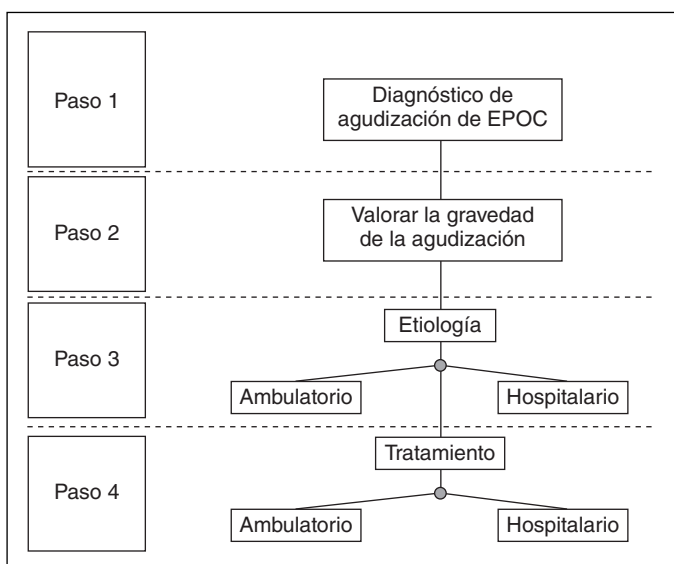 Paso 1
Diagnóstico de
agudización de EPOC
Paso 2
Valorar la gravedad
de la agudización
Paso 3
Etiología
Ambulatorio
Hospitalario
Paso 4
Tratamiento
Ambulatorio
Hospitalario